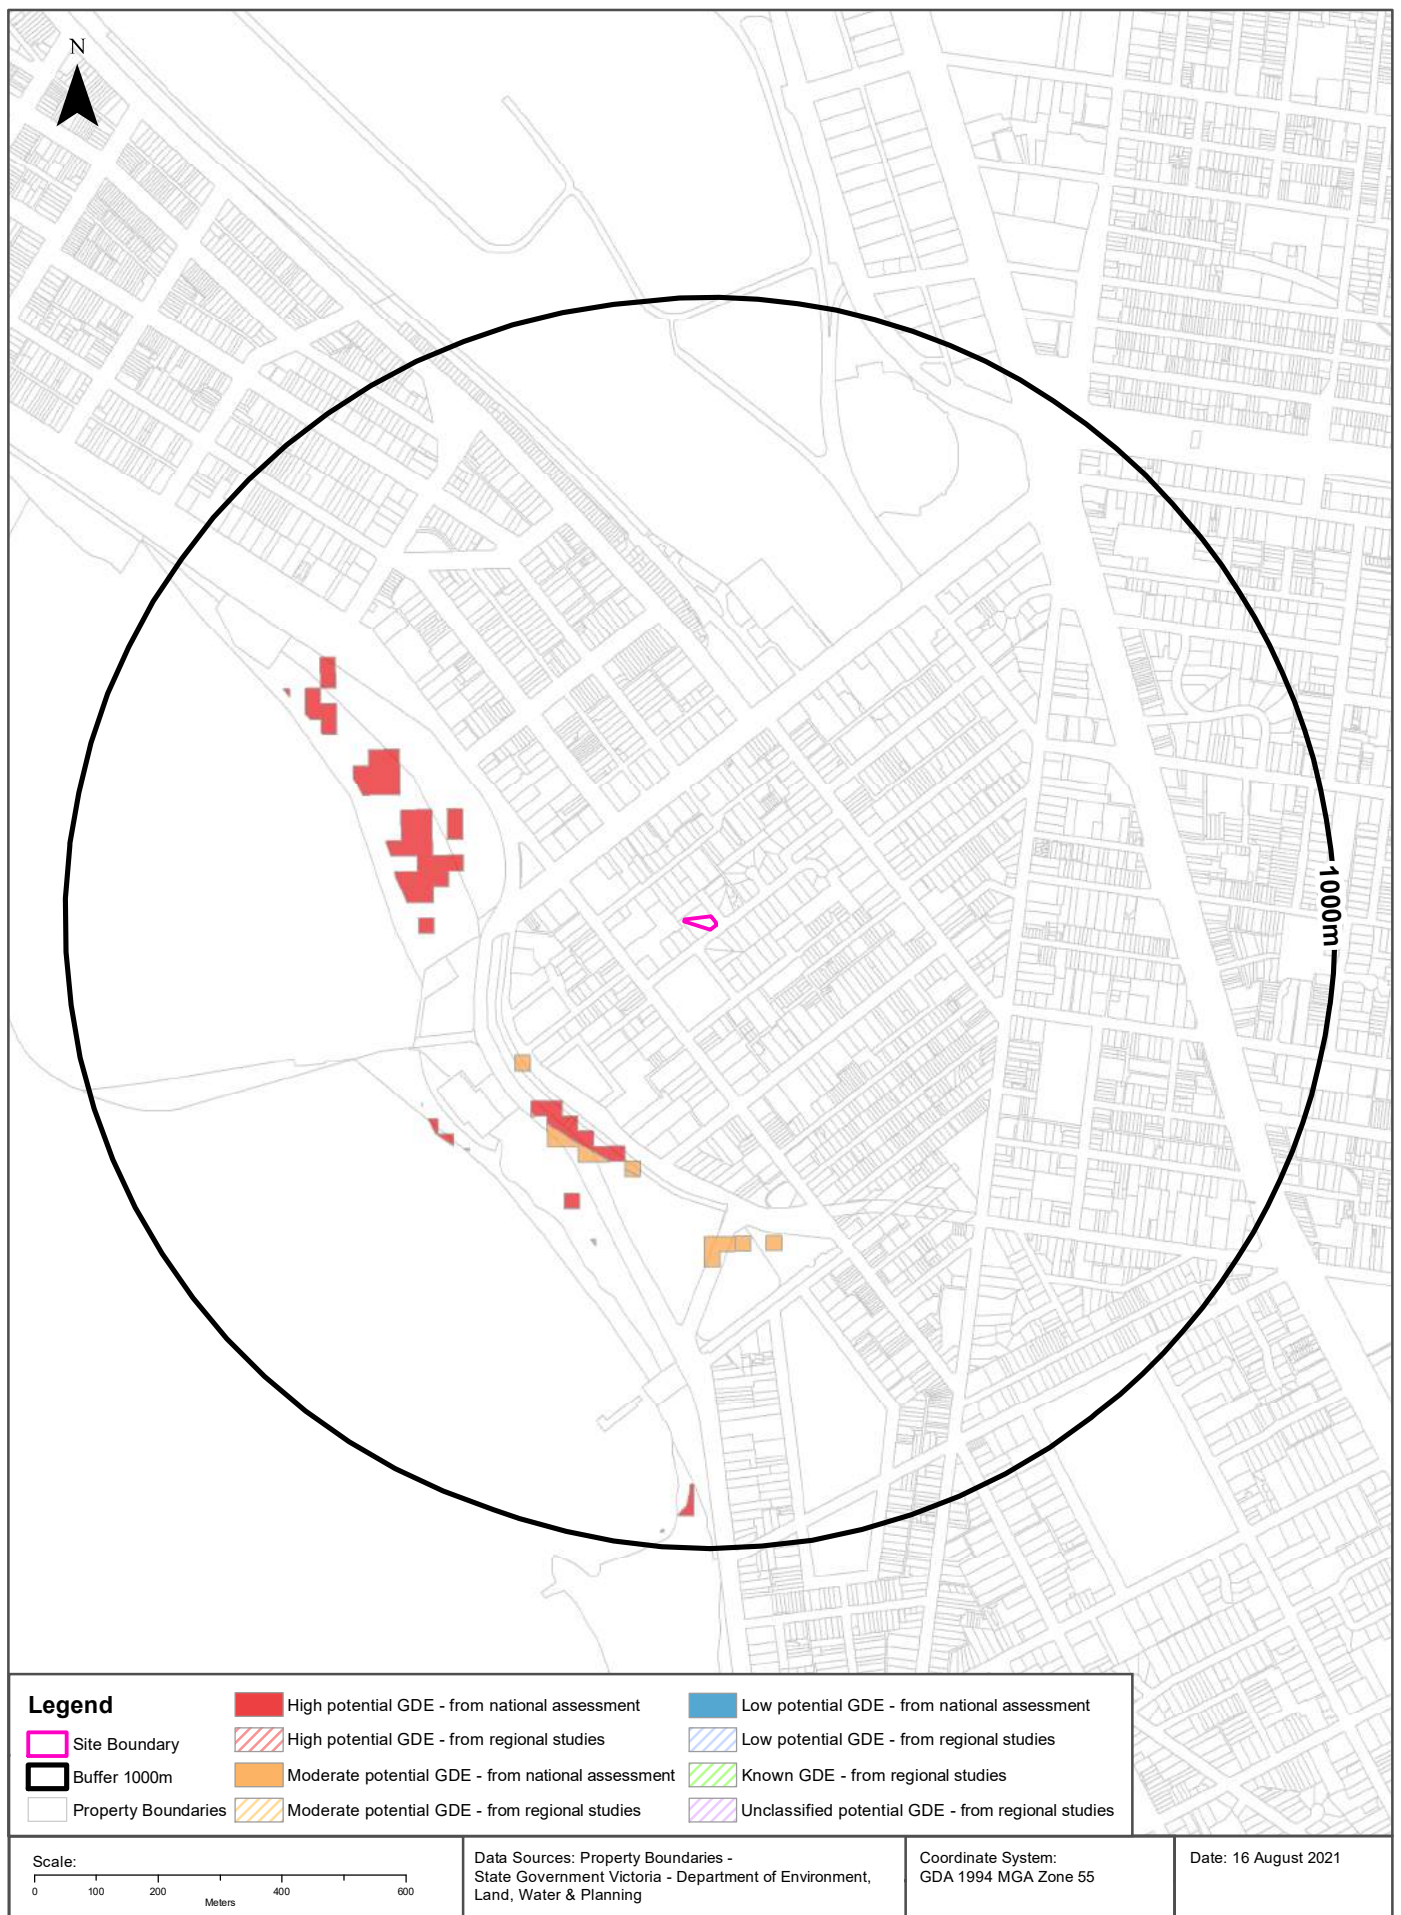 N
1000m
Legend
Site Boundary
Buffer 1000m
Property Boundaries
High potential GDE - from national assessment
High potential GDE - from regional studies
Moderate potential GDE - from national assessment
Moderate potential GDE - from regional studies
Low potential GDE - from national assessment
Low potential GDE - from regional studies
Known GDE - from regional studies
Unclassified potential GDE - from regional studies
Scale:
0 100 200 400 600
Meters
Data Sources: Property Boundaries -
State Government Victoria - Department of Environment,
Land, Water & Planning
Coordinate System:
GDA 1994 MGA Zone 55
Date: 16 August 2021